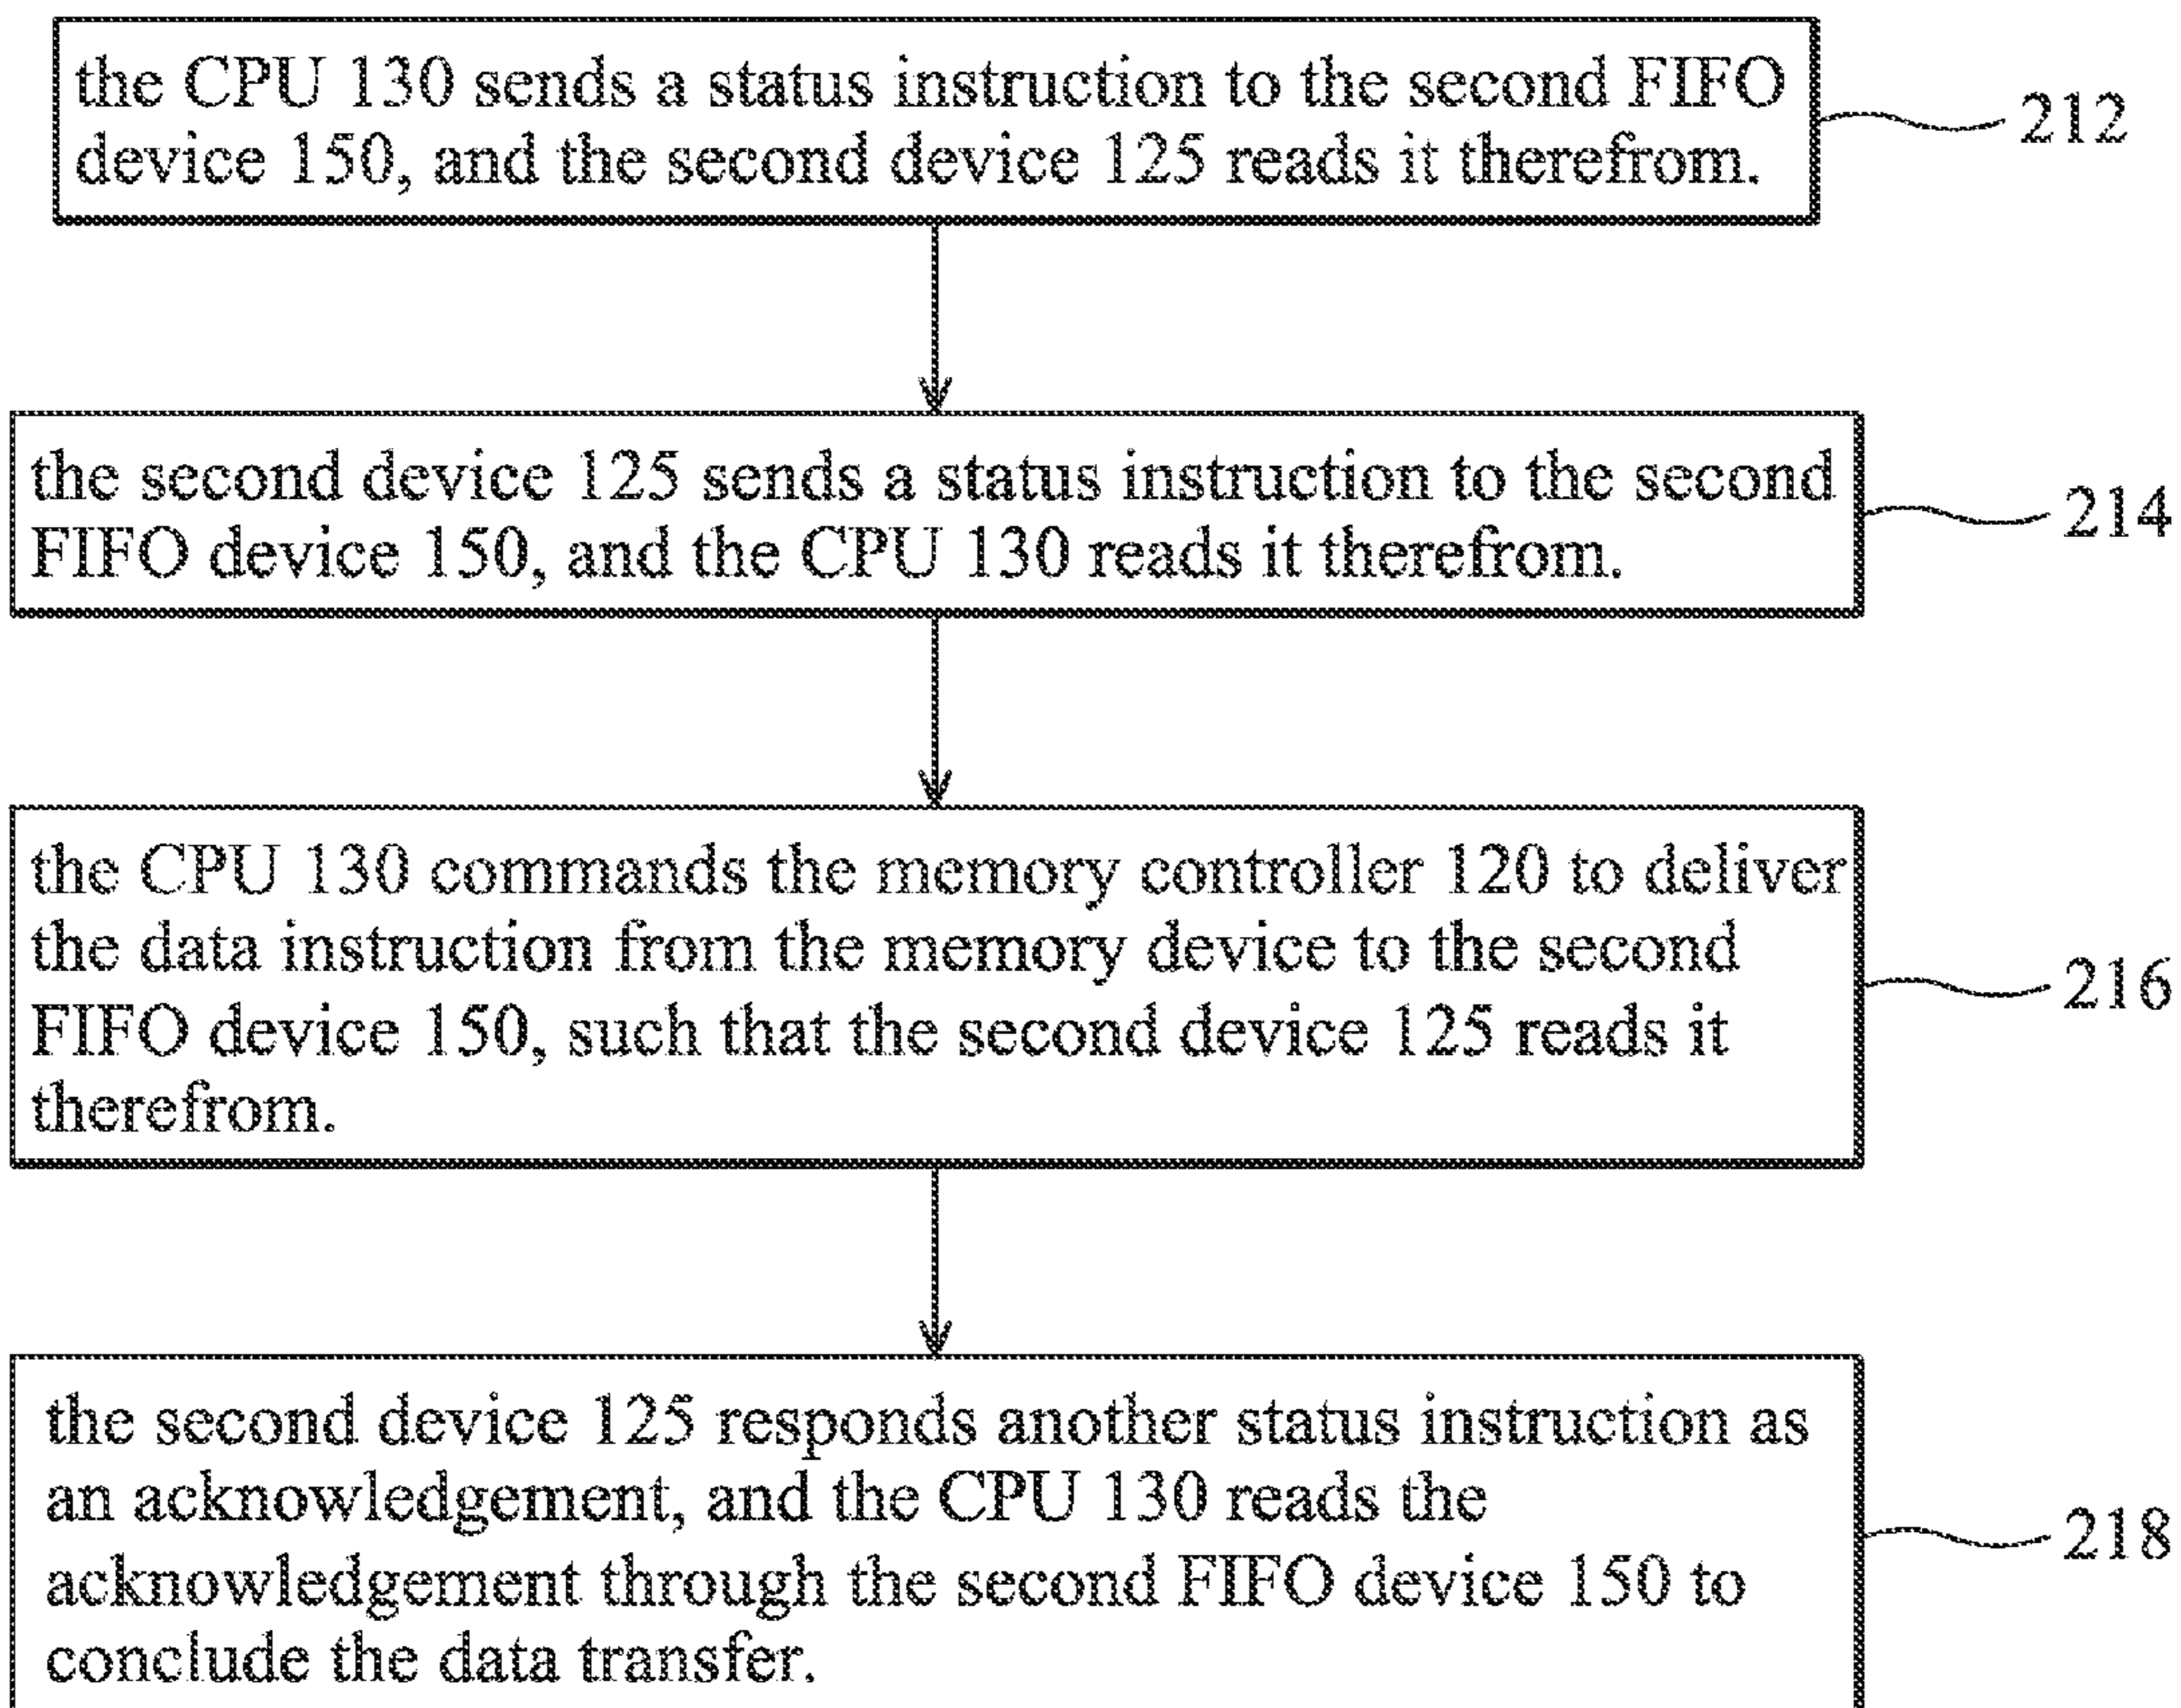 the CPU 130 sends a status instruction to the second FIFO
device 150, and the second device 125 reads it therefrom.
212
the second device 125 sends a status instruction to the second
FIFO device 150, and the CPU 130 reads it therefrom.
214
the CPU 130 commands the memory controller 120 to deliver
the data instruction from the memory device to the second
FIFO device 150, such that the second device 125 reads it
therefrom.
216
the second device 125 responds another status instruction as
an acknowledgement, and the CPU 130 reads the
acknowledgement through the second FIFO device 150 to
conclude the data transfer.
218